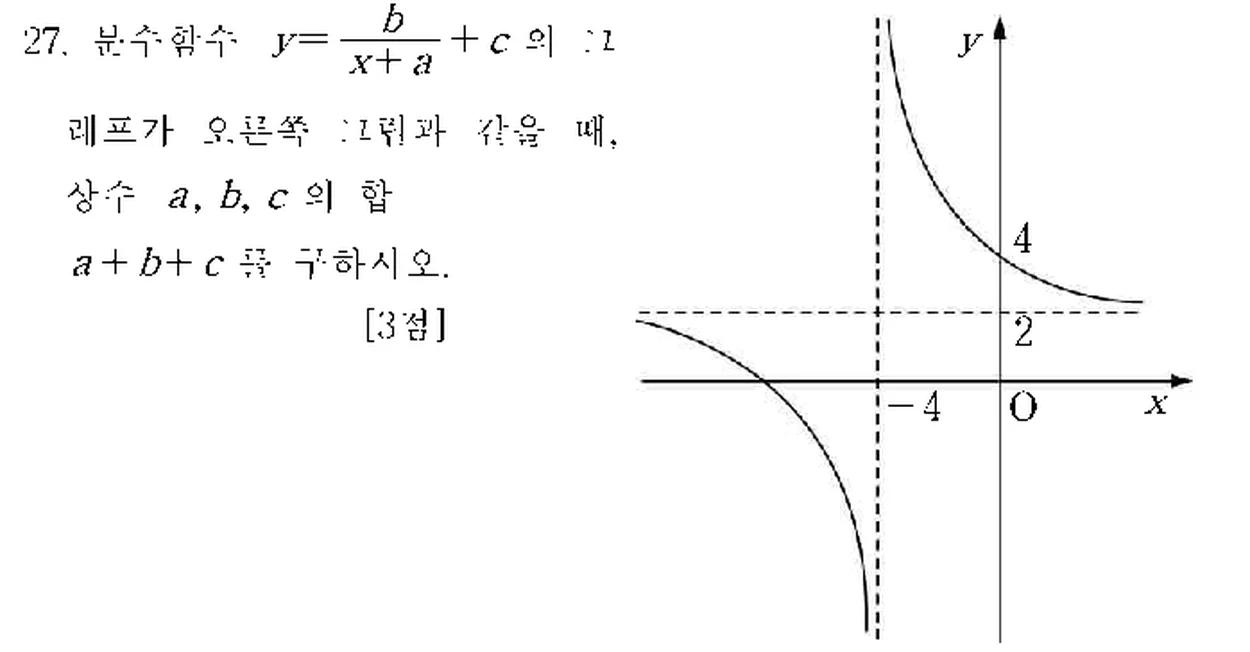 27. 분수함수 y = b/(x+a) + c 의 그
래프가 오른쪽 그림과 같을 때,
상수 a, b, c 의 합
a+b+c 를 구하시오.
[3점]
y
4
2
-4
O
x